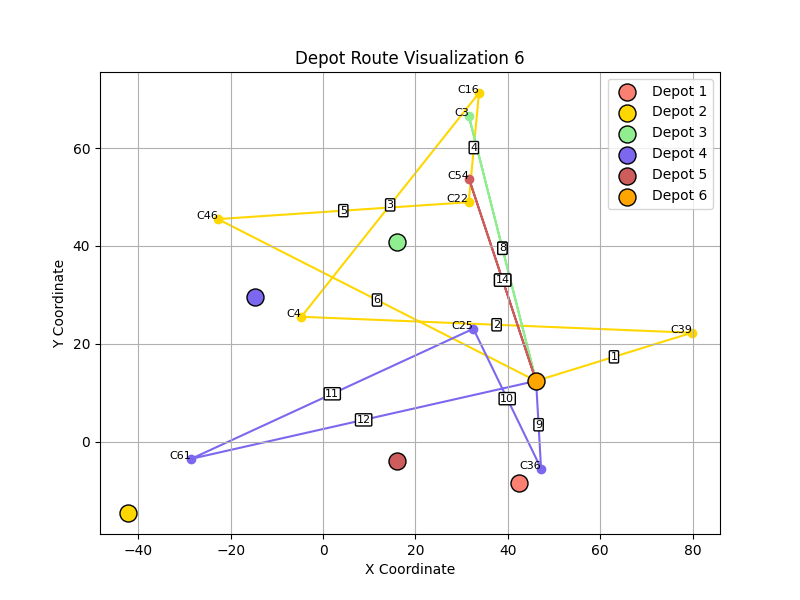 Depot Route Visualization 6
Depot 1
Depot 2
Depot 3
Depot 4
Depot 5
Depot 6
C16
C3
4
C54
C22
3
5
C46
8
14
6
C4
2
C25
C39
1
11
10
12
9
C61
C36
60
40
20
0
−40
−20
0
20
40
60
80
Y Coordinate
X Coordinate